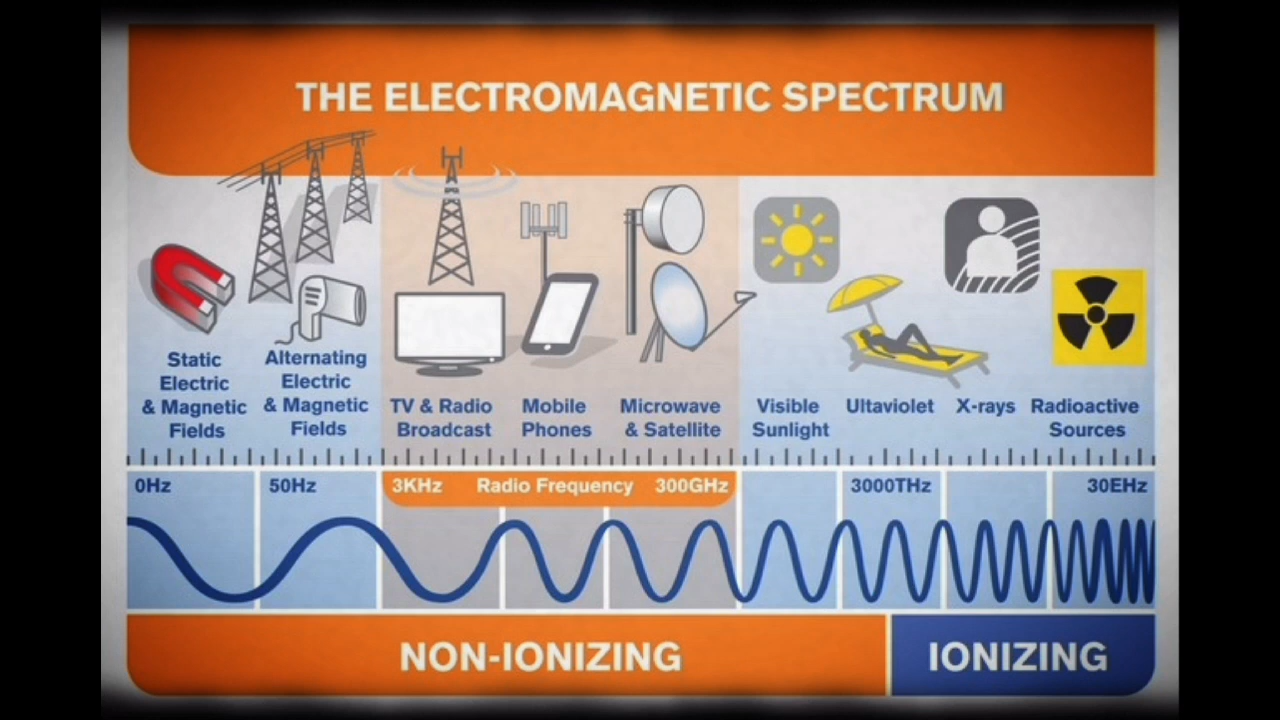 THE ELECTROMAGNETIC SPECTRUM
Static
Electric
& Magnetic
Fields
Alternating
Electric
& Magnetic
Fields
TV & Radio
Broadcast
Mobile
Phones
Microwave
& Satellite
Visible
Sunlight
Ultaviolet
X-rays
Radioactive
Sources
0Hz
50Hz
3KHz
Radio Frequency
300GHz
3000THz
30EHz
NON-IONIZING
IONIZING